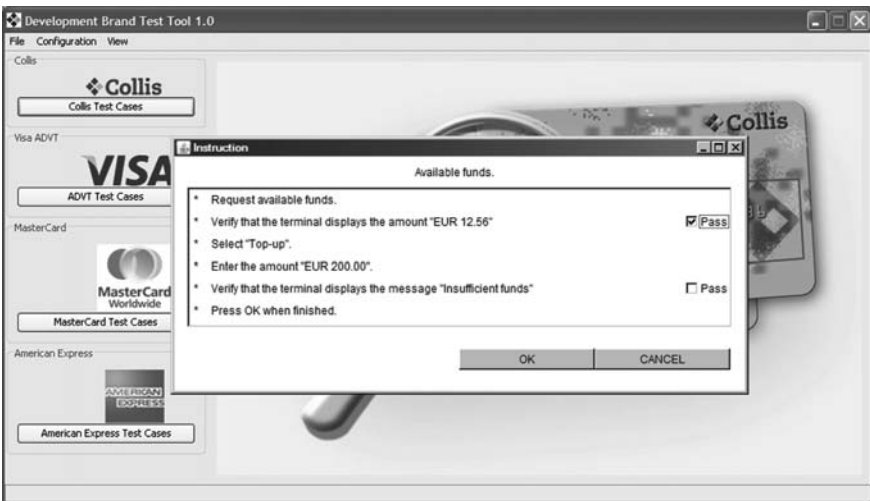 Development Brand Test Tool 1.0
File Configuration View
Collis
Collis
Collis Test Cases
Visa ADVT
VISA
ADVT Test Cases
MasterCard
MasterCard
Worldwide
MasterCard Test Cases
American Express
AMERICAN
EXPRESS
American Express Test Cases
Collis
Instruction
Available funds.
* Request available funds.
* Verify that the terminal displays the amount "EUR 12.56" Pass
* Select "Top-up".
* Enter the amount "EUR 200.00".
* Verify that the terminal displays the message "Insufficient funds" Pass
* Press OK when finished.
OK CANCEL